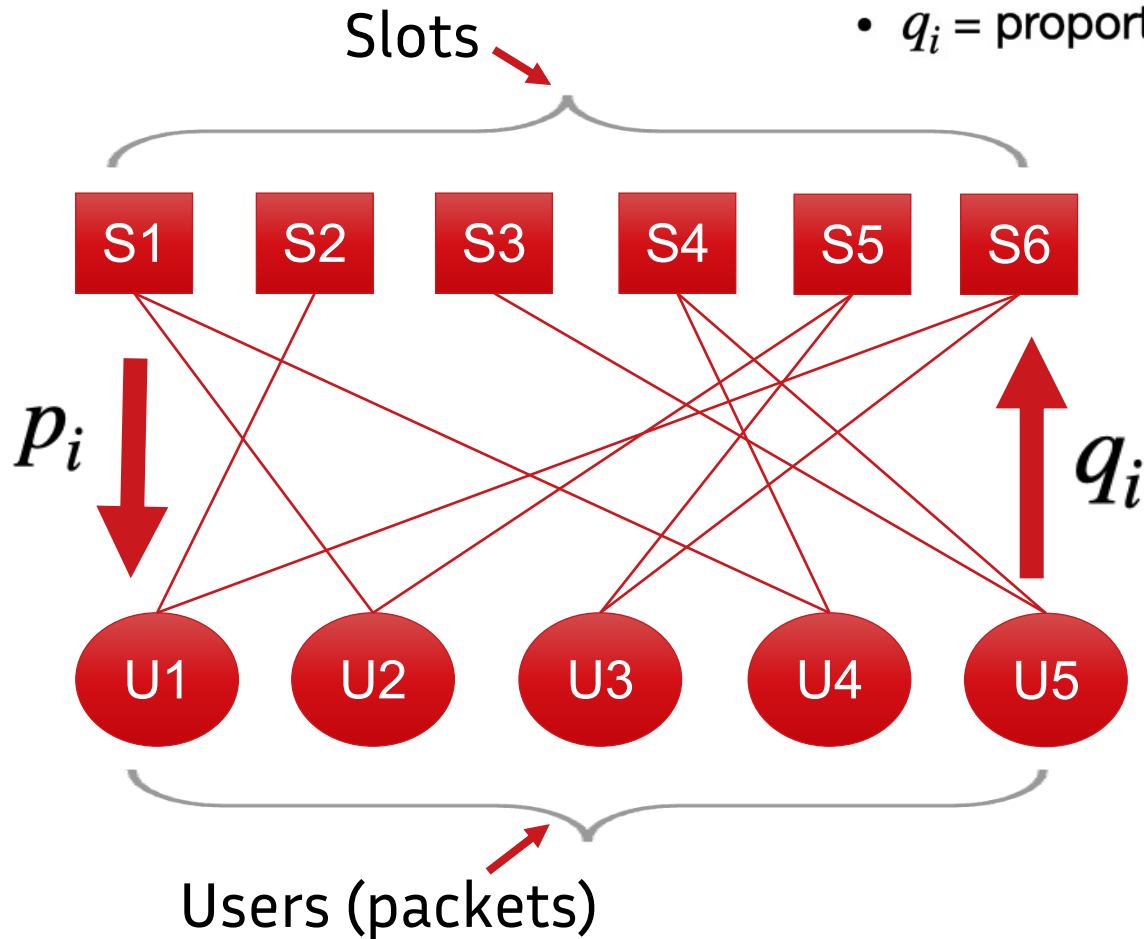 Slots
• qᵢ = proport
S1 S2 S3 S4 S5 S6
pᵢ
qᵢ
U1 U2 U3 U4 U5
Users (packets)